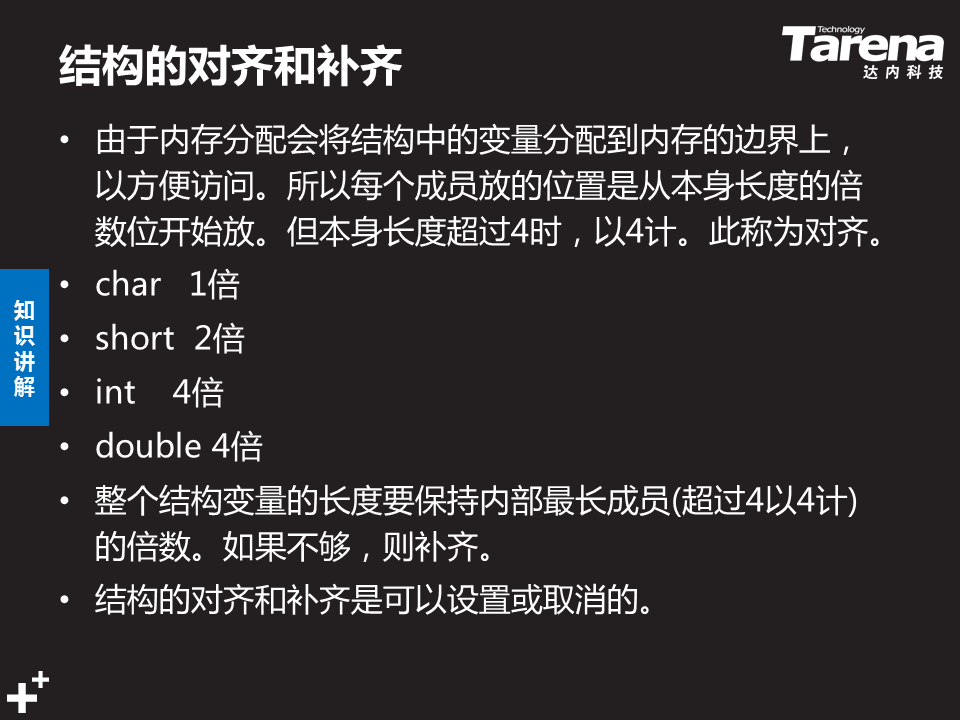 结构的对齐和补齐
Technology
Tarena
达内科技
• 由于内存分配会将结构中的变量分配到内存的边界上，
以方便访问。所以每个成员放的位置是从本身长度的倍
数位开始放。但本身长度超过4时，以4计。此称为对齐。
• char 1倍
• short 2倍
• int 4倍
• double 4倍
• 整个结构变量的长度要保持内部最长成员(超过4以4计)
的倍数。如果不够，则补齐。
• 结构的对齐和补齐是可以设置或取消的。
知
识
讲
解